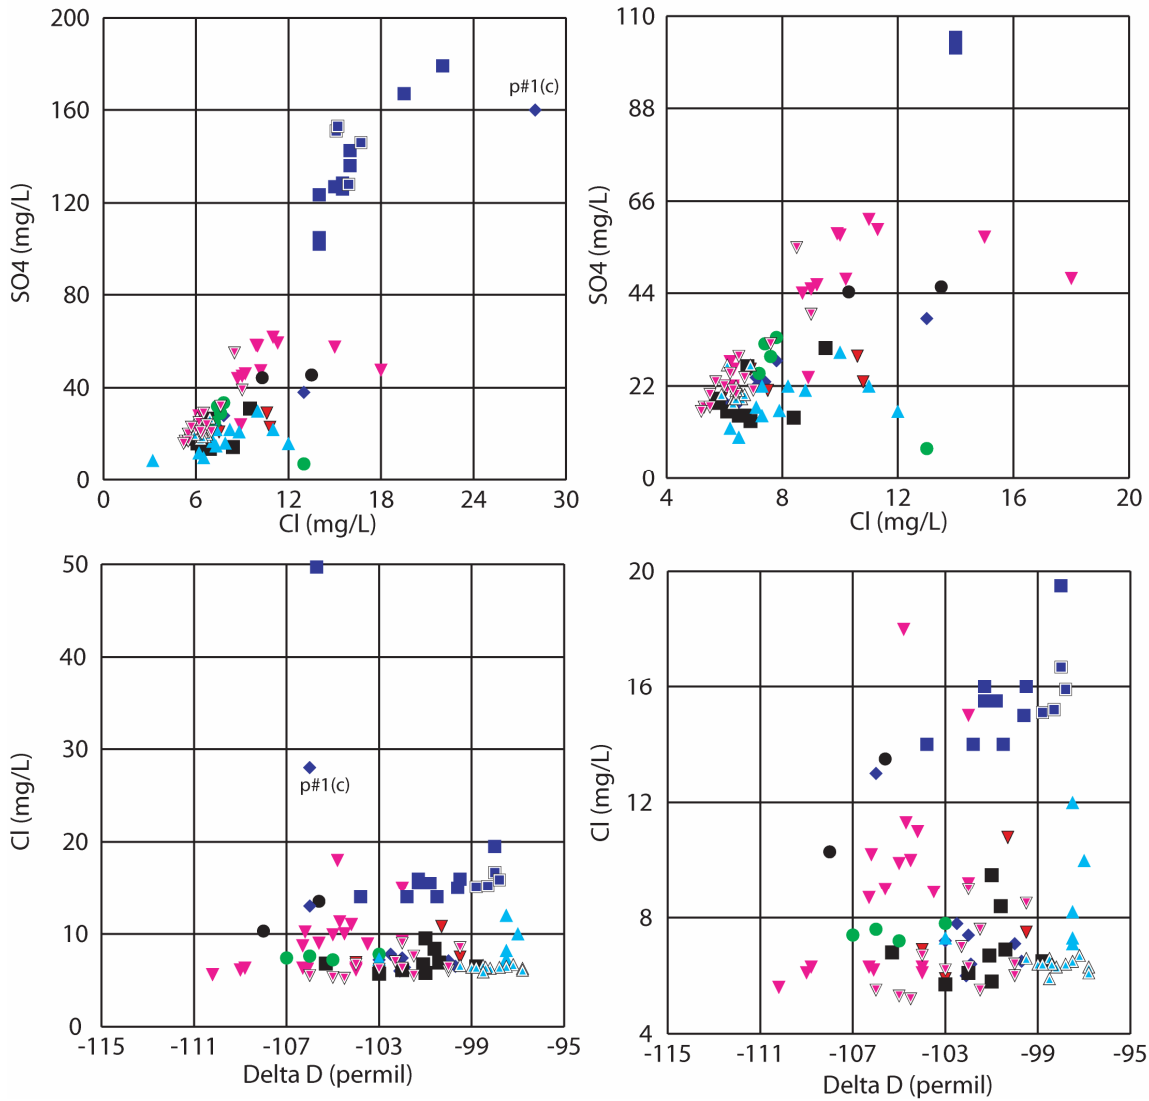 200
160
120
80
40
0
SO4 (mg/L)
p#1(c)
0 6 12 18 24 30
Cl (mg/L)
110
88
66
44
22
0
SO4 (mg/L)
4 8 12 16 20
Cl (mg/L)
50
40
30
20
10
0
Cl (mg/L)
p#1(c)
-115 -111 -107 -103 -99 -95
Delta D (permil)
20
16
12
8
4
Cl (mg/L)
-115 -111 -107 -103 -99 -95
Delta D (permil)